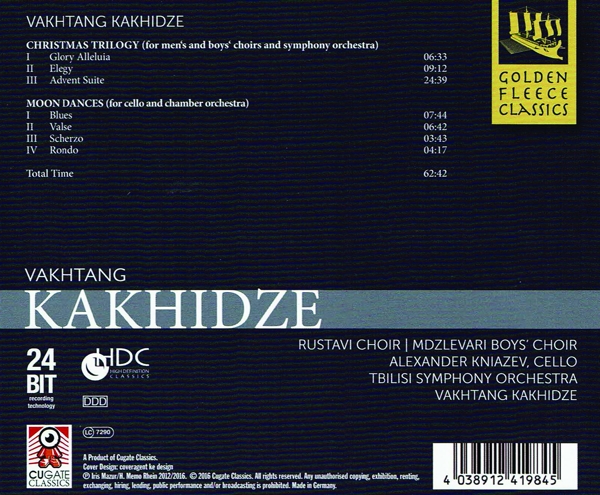 VAKHTANG KAKHIDZE
CHRISTMAS TRILOGY (for men's and boys' choirs and symphony orchestra)
I Glory Alleluia 06:33
II Elegy 09:12
III Advent Suite 24:39
MOON DANCES (for cello and chamber orchestra)
I Blues 07:44
II Valse 06:42
III Scherzo 03:43
IV Rondo 04:17
Total Time 62:42
GOLDEN
FLEECE
CLASSICS
VAKHTANG
KAKHIDZE
RUSTAVI CHOIR | MDZLEVARI BOYS' CHOIR
ALEXANDER KNIAZEV, CELLO
TBILISI SYMPHONY ORCHESTRA
VAKHTANG KAKHIDZE
24
BIT
recording
technology
HDC
HIGH DEFINITION
CLASSICS
DDD
LC 7290
CUGATE
CLASSICS
A Product of Cugate Classics.
Cover Design: coveragent ke design
℗ Iris Mazur/H. Memo Rhein 2012/2016. © 2016 Cugate Classics. All rights reserved. Any unauthorized copying, exhibition, renting,
exchanging, hiring, lending, public performance and/or broadcasting is prohibited. Made in Germany.
4 038912 419845